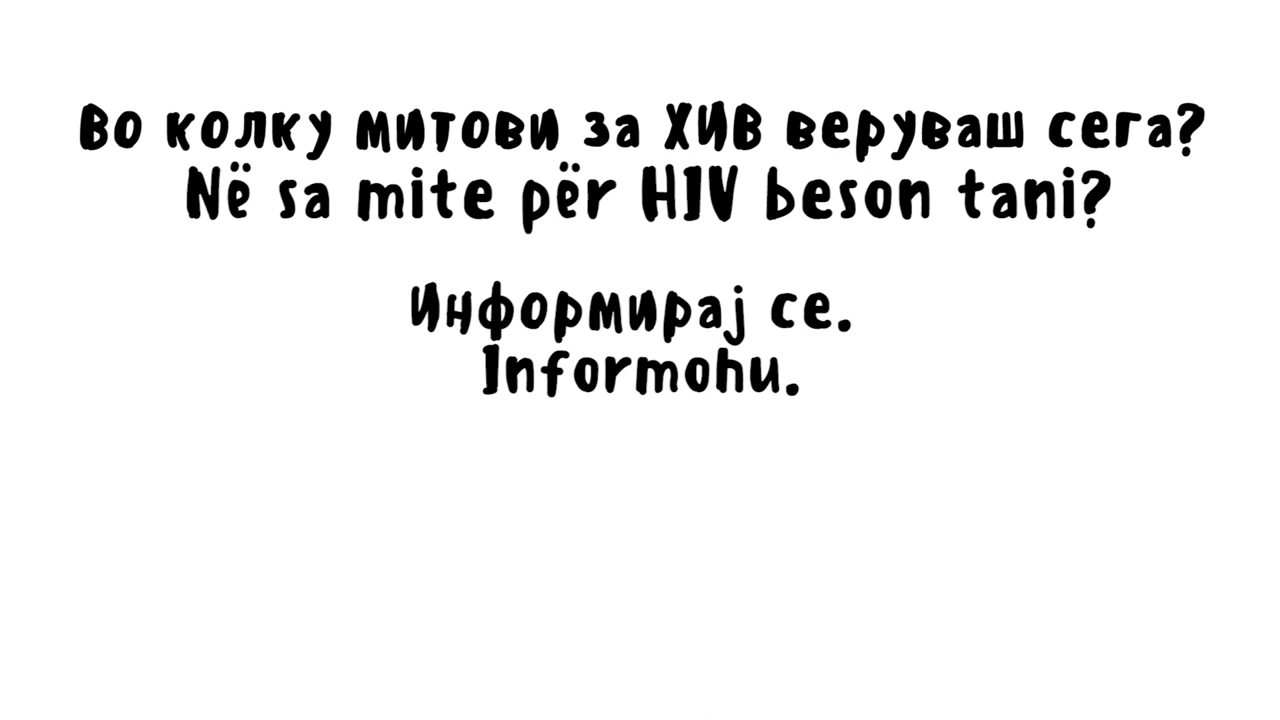 Во колку митови за ХИВ веруваш сега?
Në sa mite për HIV beson tani?
Информирај се.
Informohu.